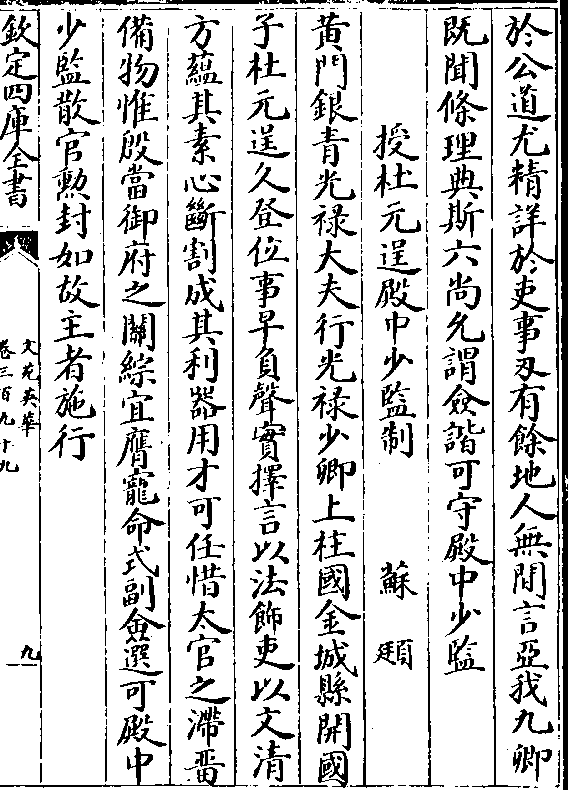 於公道尤精詳於吏事刃有餘地人無間言亞我九卿
既聞條理典斯六尚允謂僉諧可守殿中少監
授杜元逞殿中少監制 蘇頲
黄門銀青光禄大夫行光禄少卿上柱國金城縣開國
子杜元逞久登位事早負聲實擇言以法飾吏以文清
方蘊其素心斷割成其利器用才可任惜太官之滯畱
備物惟殷當御府之關綜宜膺寵命式副僉選可殿中
少監散官勲封如故主者施行
欽定四庫全書
文苑英華
卷三百九十九
九